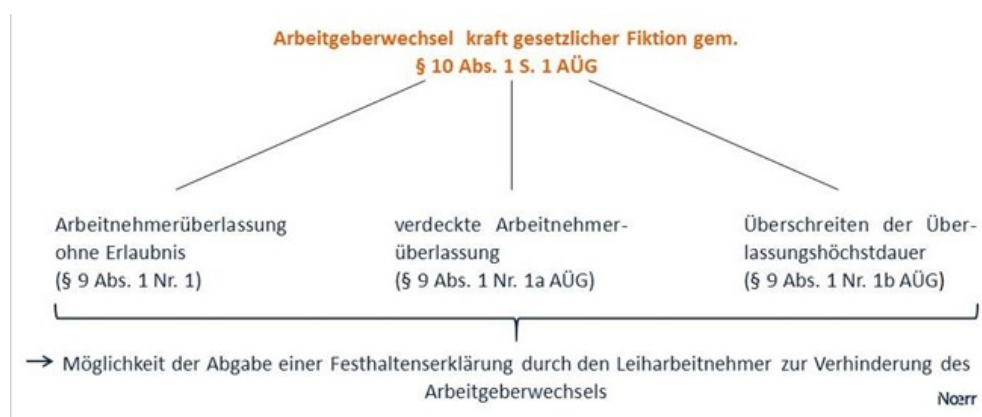 Arbeitgeberwechsel kraft gesetzlicher Fiktion gem.
§ 10 Abs. 1 S. 1 AÜG
Arbeitnehmerüberlassung
ohne Erlaubnis
(§ 9 Abs. 1 Nr. 1)
verdeckte Arbeitnehmer-
überlassung
(§ 9 Abs. 1 Nr. 1a AÜG)
Überschreiten der Über-
lassungshöchstdauer
(§ 9 Abs. 1 Nr. 1b AÜG)
→ Möglichkeit der Abgabe einer Festhaltenserklärung durch den Leiharbeitnehmer zur Verhinderung des
Arbeitgeberwechsels
Noerr